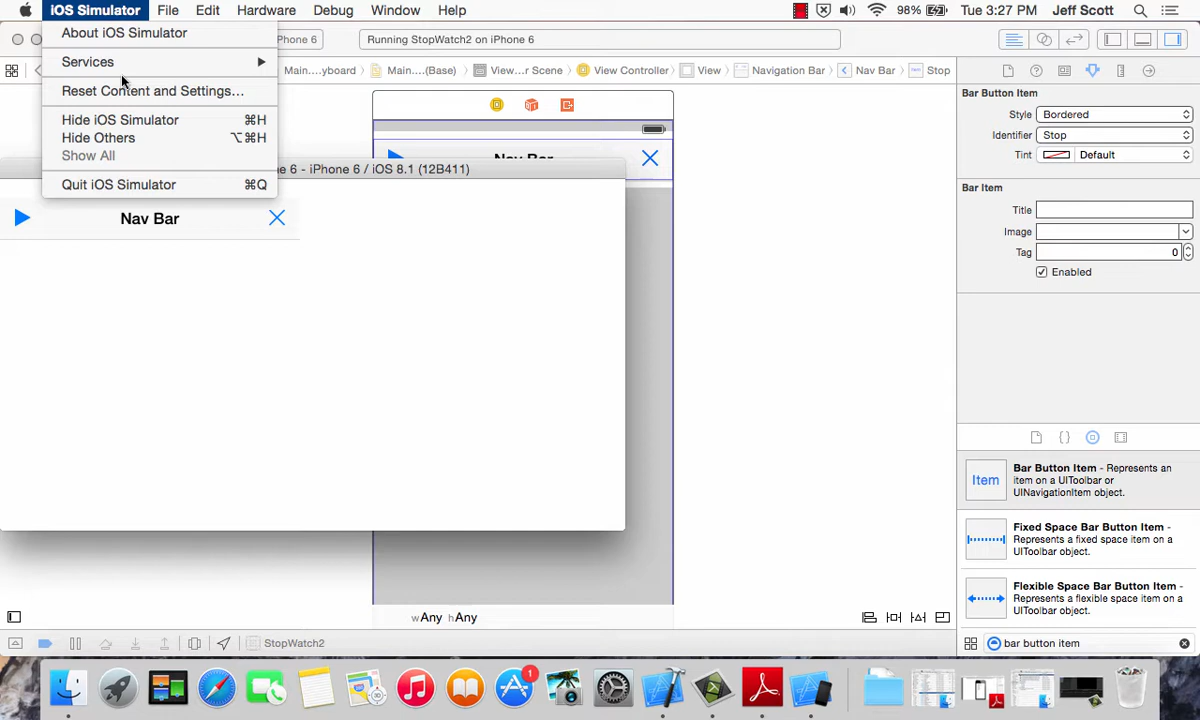 iOS Simulator File Edit Hardware Debug Window Help 98% Tue 3:27 PM Jeff Scott
About iOS Simulator
Services
Reset Content and Settings…
Hide iOS Simulator ⌘H
Hide Others ⌥⌘H
Show All
Quit iOS Simulator ⌘Q
Phone 6 Running StopWatch2 on iPhone 6
Main....yboard Main....(Base) View...r Scene View Controller View Navigation Bar Nav Bar Stop
e 6 - iPhone 6 / iOS 8.1 (12B411)
Nav Bar
Nav Bar
wAny hAny
StopWatch2
Bar Button Item
Style Bordered
Identifier Stop
Tint Default
Bar Item
Title
Image
Tag 0
Enabled
Item
Bar Button Item - Represents an
item on a UIToolbar or
UINavigationItem object.
Fixed Space Bar Button Item -
Represents a fixed space item on a
UIToolbar object.
Flexible Space Bar Button Item -
Represents a flexible space item on a
UIToolbar object.
bar button item
1